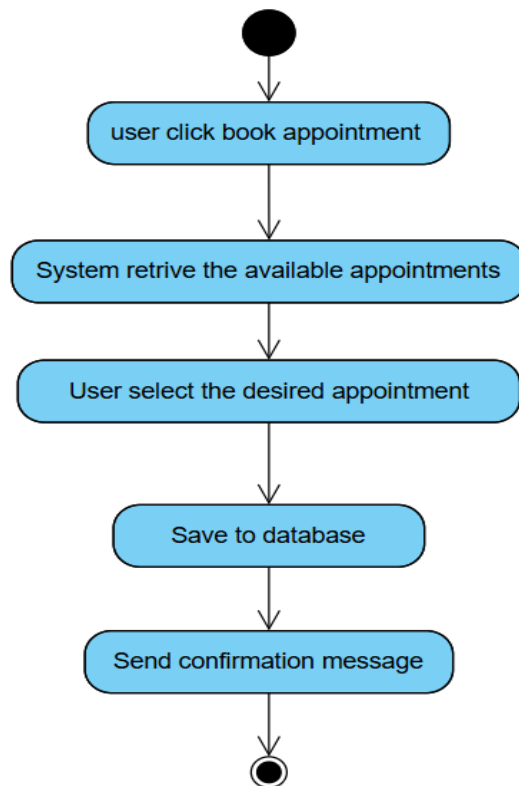 user click book appointment
System retrive the available appointments
User select the desired appointment
Save to database
Send confirmation message